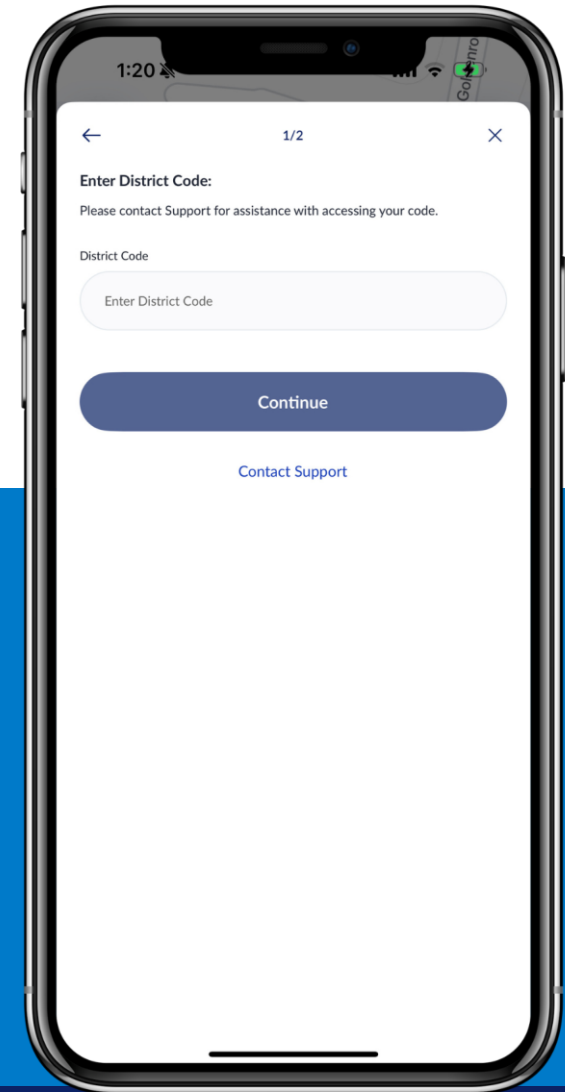 1:20
1/2
Enter District Code:
Please contact Support for assistance with accessing your code.
District Code
Enter District Code
Continue
Contact Support